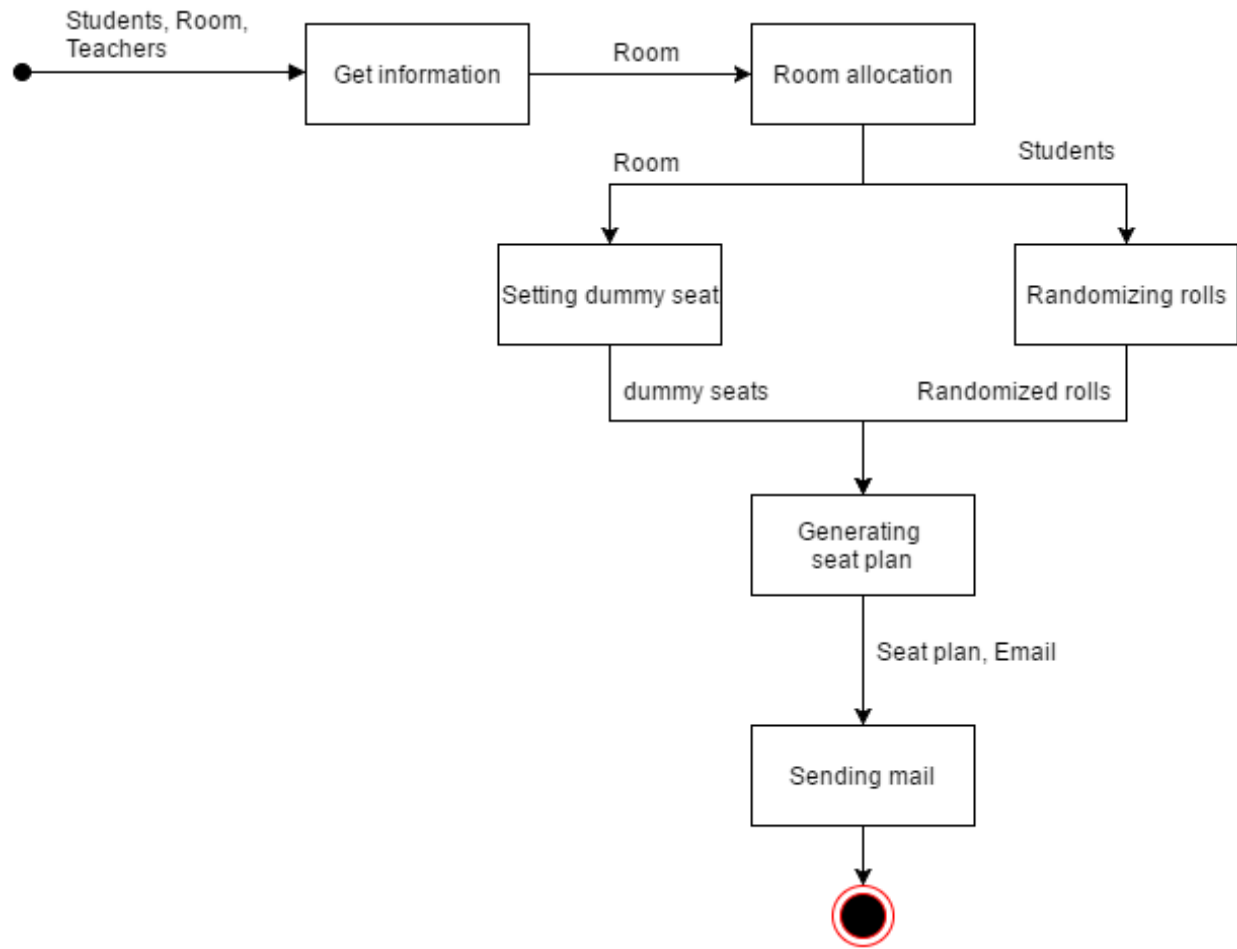 Students, Room,
Teachers
Get information
Room
Room allocation
Room
Students
Setting dummy seat
Randomizing rolls
dummy seats
Randomized rolls
Generating
seat plan
Seat plan, Email
Sending mail